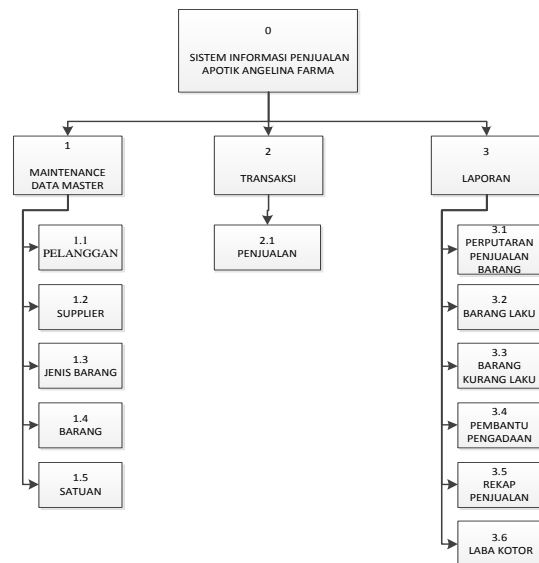 0
SISTEM INFORMASI PENJUALAN
APOTIK ANGELINA FARMA
1
MAINTENANCE
DATA MASTER
2
TRANSAKSI
3
LAPORAN
1.1
PELANGGAN
1.2
SUPPLIER
1.3
JENIS BARANG
1.4
BARANG
1.5
SATUAN
2.1
PENJUALAN
3.1
PERPUTARAN
PENJUALAN
BARANG
3.2
BARANG LAKU
3.3
BARANG
KURANG LAKU
3.4
PEMBANTU
PENGADAAN
3.5
REKAP
PENJUALAN
3.6
LABA KOTOR